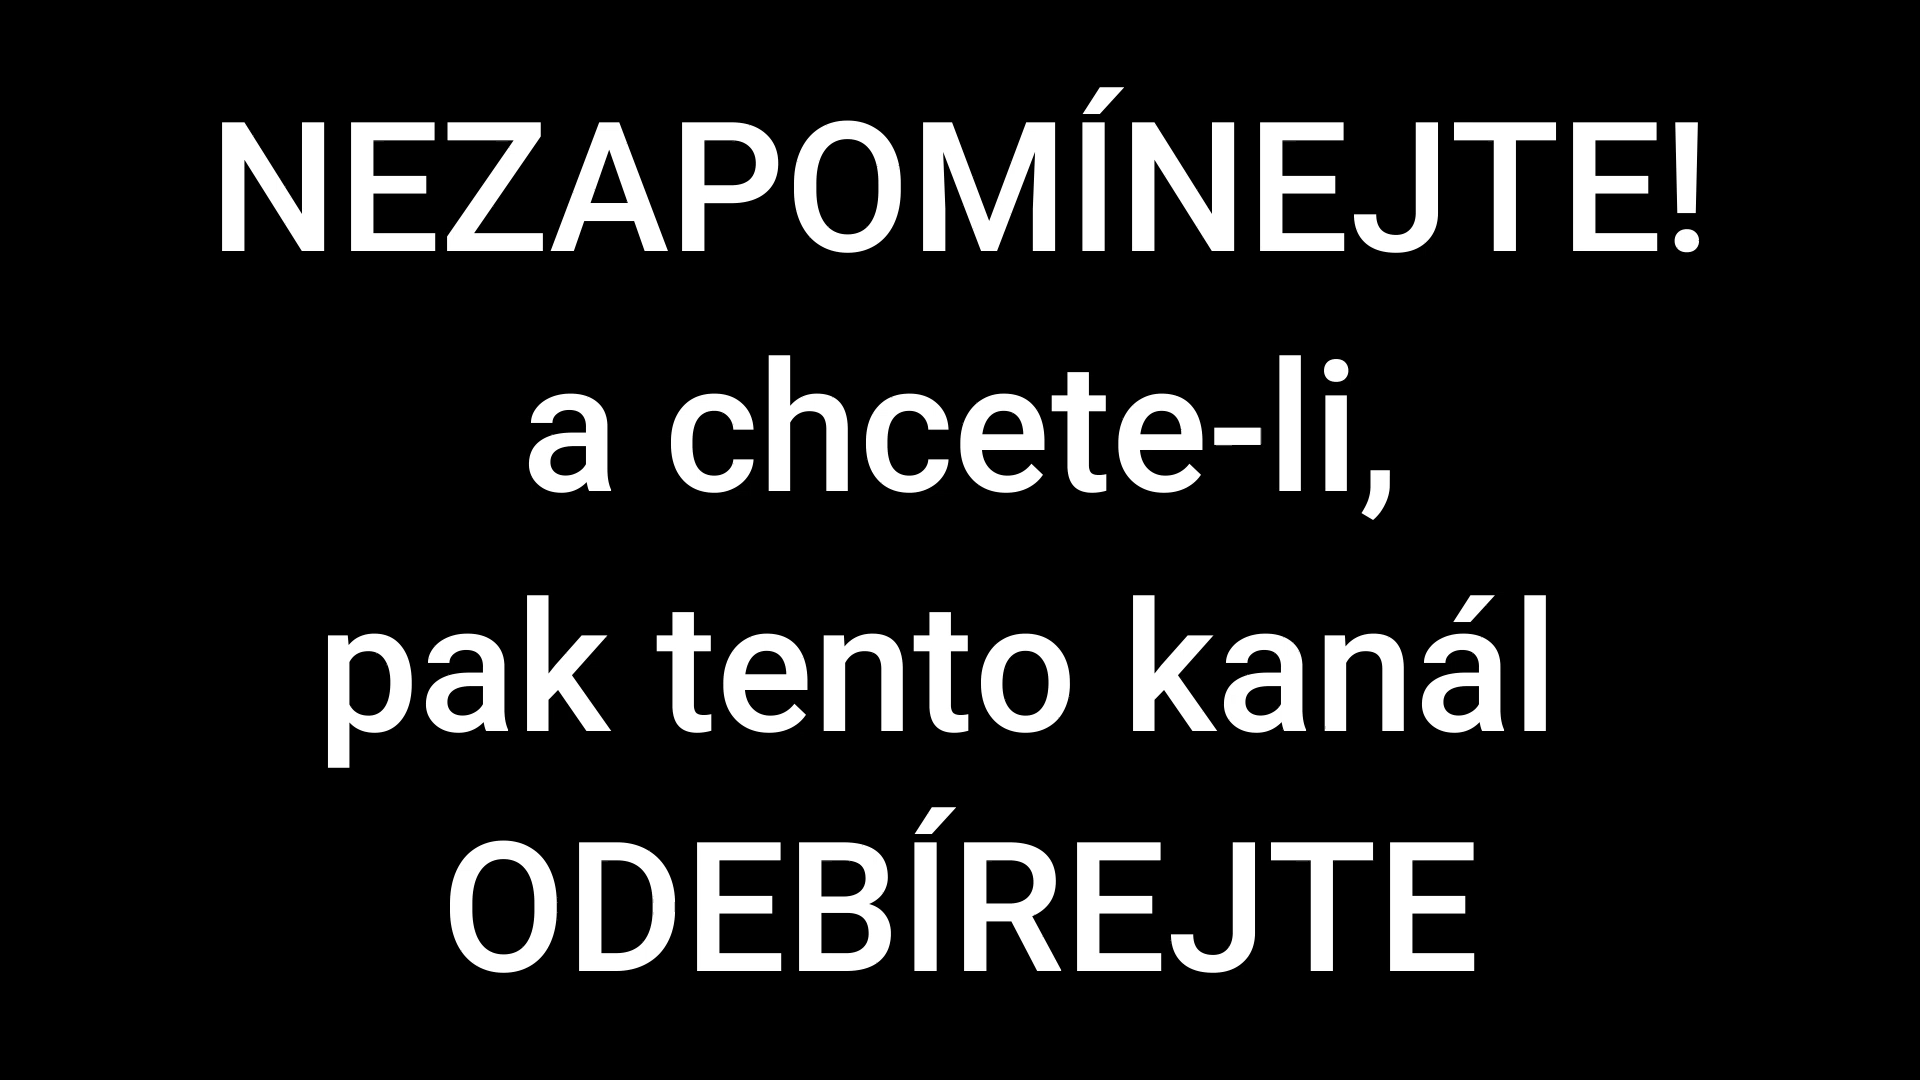 NEZAPOMÍNEJTE!
a chcete-li,
pak tento kanál
ODEBÍREJTE